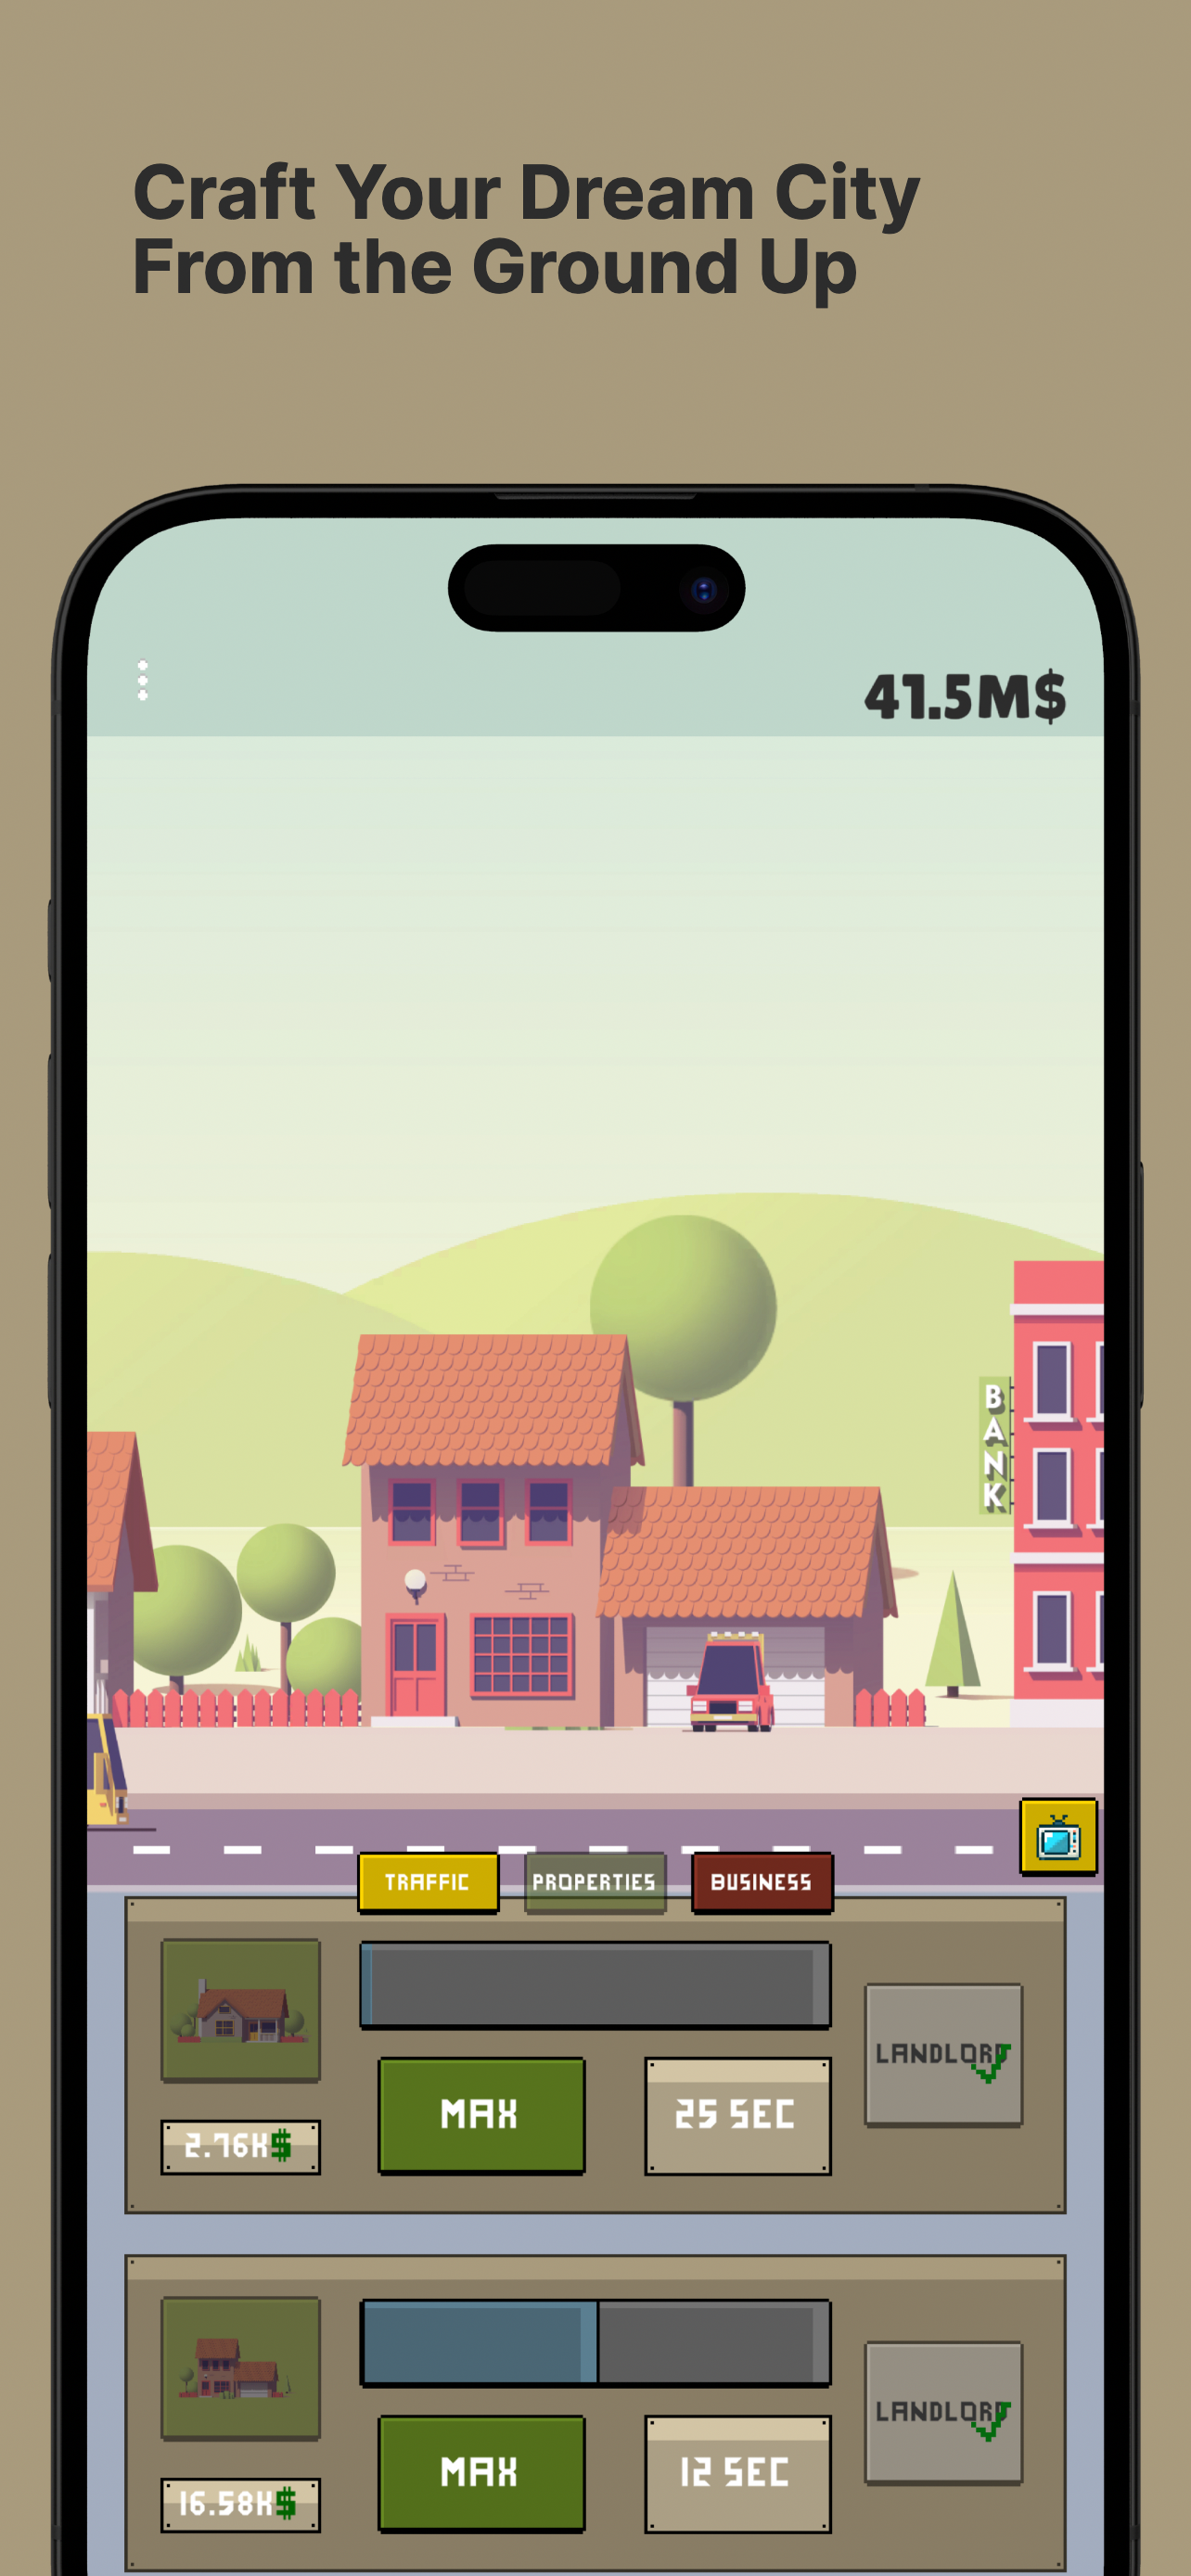 Craft Your Dream City
From the Ground Up
41.5M$
BANK
TRAFFIC
PROPERTIES
BUSINESS
LANDLORD
MAX
25 SEC
2.76K$
LANDLORD
MAX
12 SEC
16.58K$